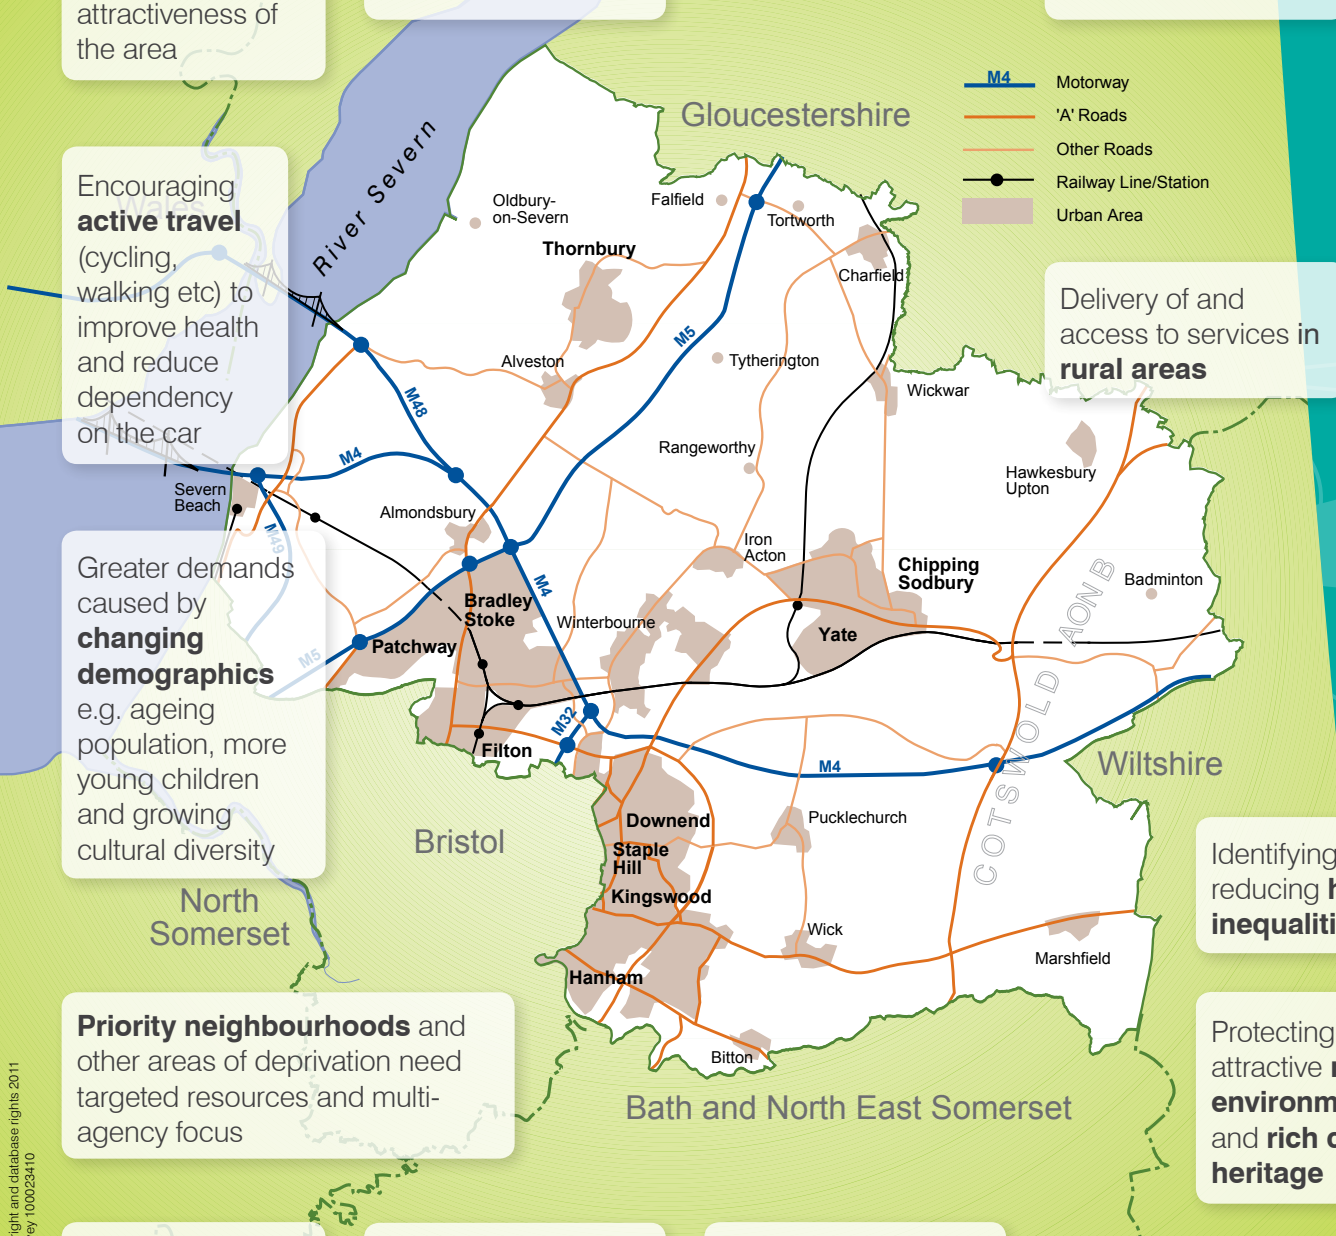 attractiveness of
the area
Gloucestershire
M4
Motorway
'A' Roads
Other Roads
Railway Line/Station
Urban Area
Encouraging
active travel
(cycling,
walking etc) to
improve health
and reduce
dependency
on the car
Wales
River Severn
Oldbury-
on-Severn
Falfield
Tortworth
Thornbury
Charfield
Delivery of and
access to services in
rural areas
M5
Alveston
Tytherington
Wickwar
M48
M4
Rangeworthy
Hawkesbury
Upton
Severn
Beach
Almondsbury
M49
Iron
Acton
Chipping
Sodbury
Badminton
M4
Bradley
Stoke
Winterbourne
Yate
Patchway
M5
COTSWOLD AONB
Greater demands
caused by
changing
demographics
e.g. ageing
population, more
young children
and growing
cultural diversity
M32
Filton
M4
Wiltshire
Bristol
Downend
Pucklechurch
Staple
Hill
Kingswood
Identifying
reducing
North
Somerset
Wick
Marshfield
Hanham
Bitton
Priority neighbourhoods and
other areas of deprivation need
targeted resources and multi-
agency focus
Bath and North East Somerset
Protecting
attractive
and rich
heritage
and database rights 2011
100023410